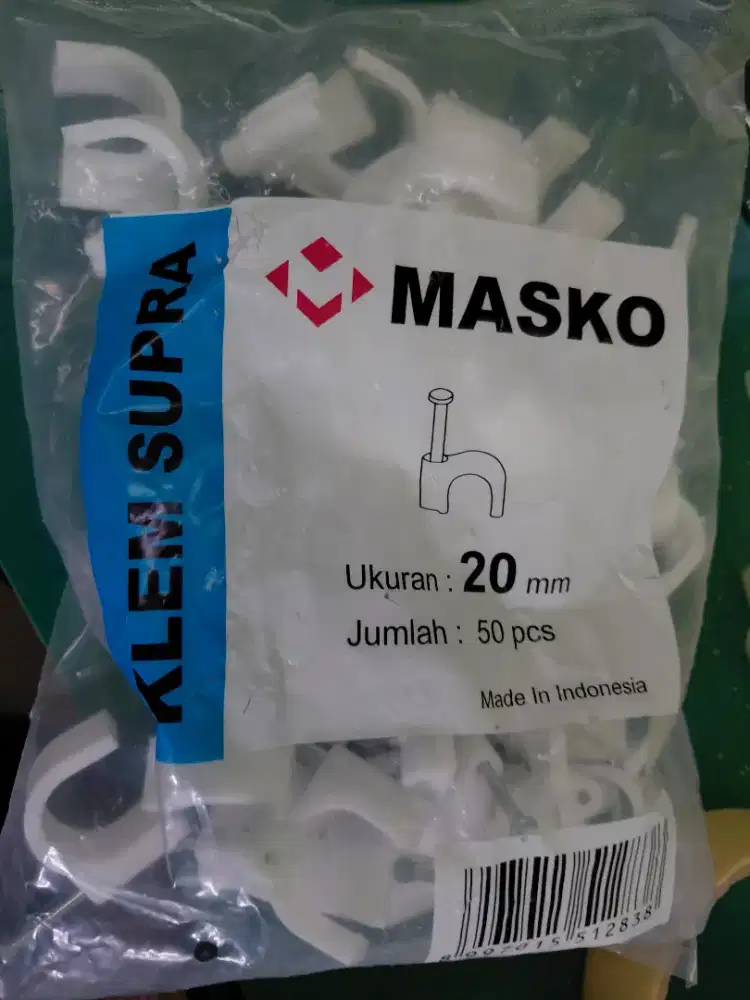 KLEM SUPRA
MASKO
Ukuran : 20 mm
Jumlah : 50 pcs
Made In Indonesia